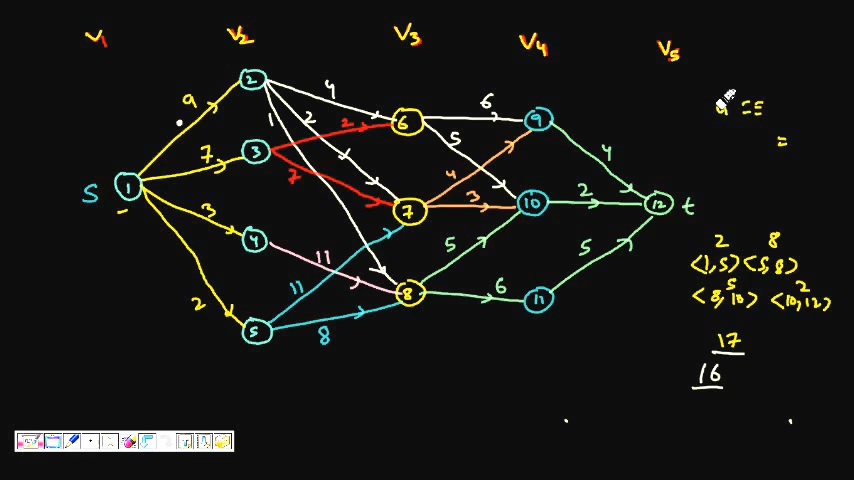 V1 V2 V3 V4 V5
S 1 2 3 4 5 6 7 8 9 10 11 12 t
9 7 3 2
4 2 1
2 7
11
11 8
6 5
4 3
5 6
4 2 5
==
=
2 8
<1,5> <5,8>
5 2
<8,10> <10,12>
17
16